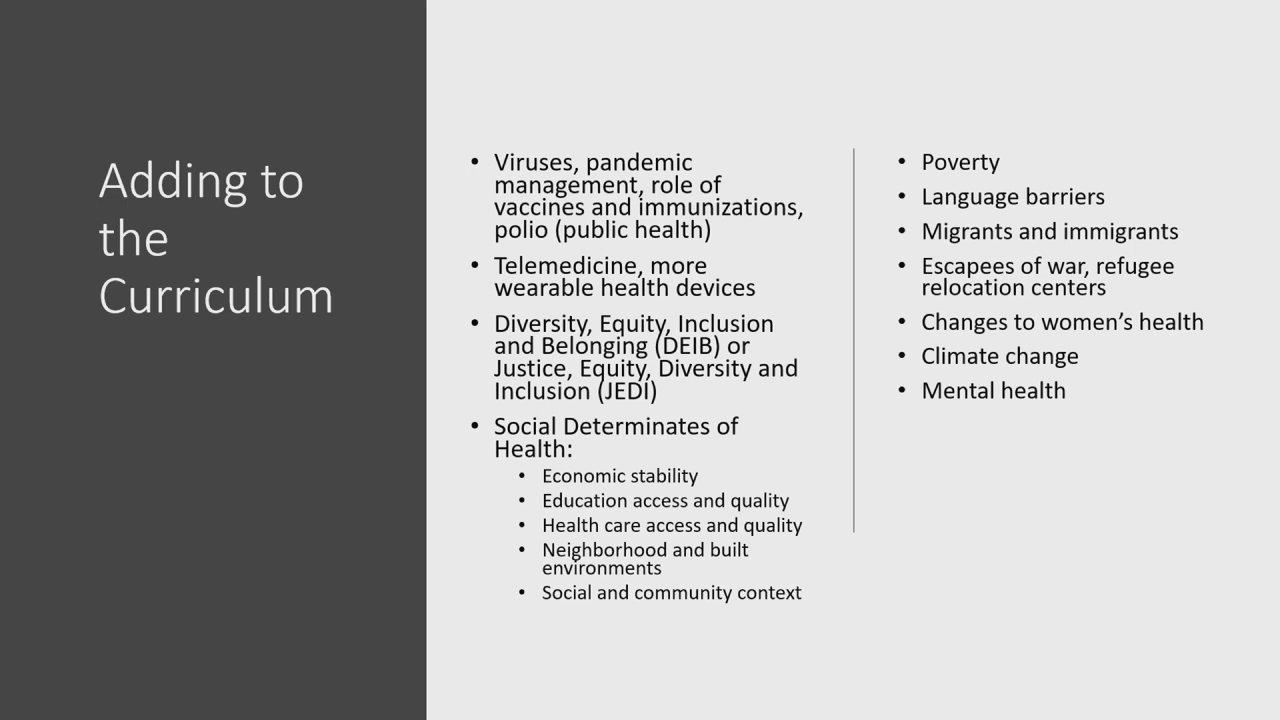 Adding to
the
Curriculum
• Viruses, pandemic
management, role of
vaccines and immunizations,
polio (public health)
• Telemedicine, more
wearable health devices
• Diversity, Equity, Inclusion
and Belonging (DEIB) or
Justice, Equity, Diversity and
Inclusion (JEDI)
• Social Determinates of
Health:
• Economic stability
• Education access and quality
• Health care access and quality
• Neighborhood and built
environments
• Social and community context
• Poverty
• Language barriers
• Migrants and immigrants
• Escapees of war, refugee
relocation centers
• Changes to women’s health
• Climate change
• Mental health